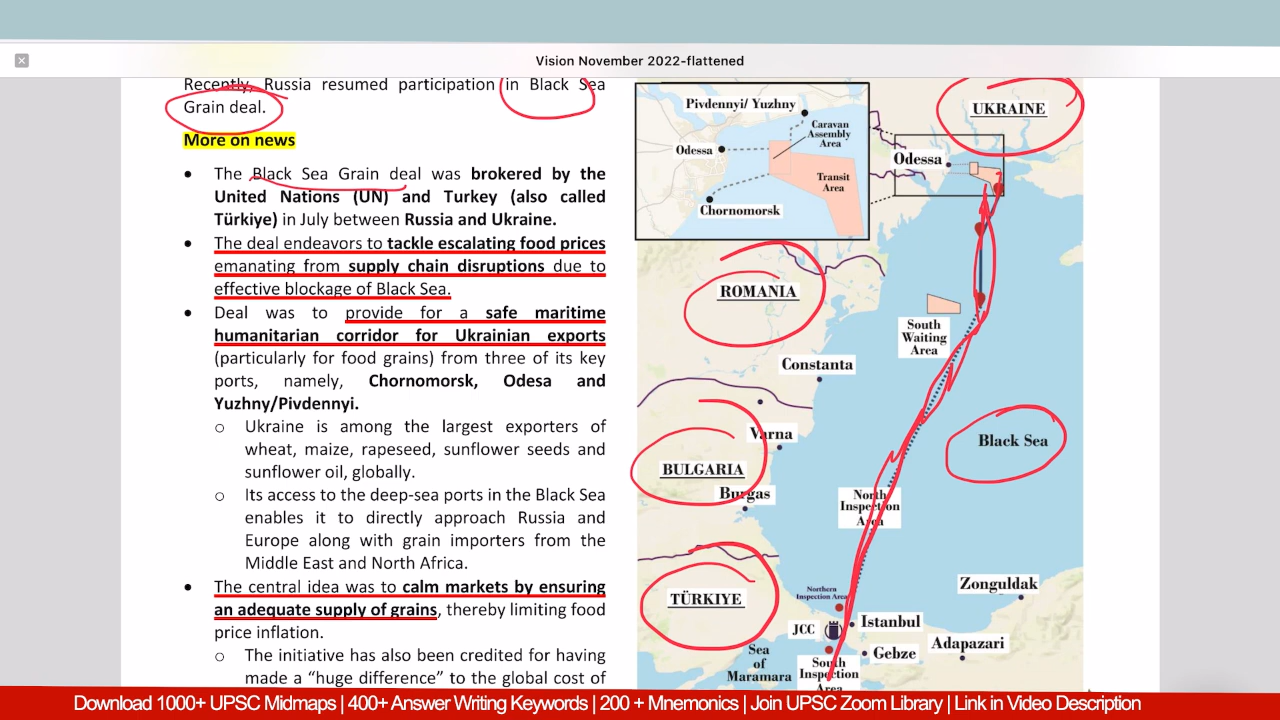 Vision November 2022-flattened
Recently, Russia resumed participation in Black Sea
Grain deal.
More on news
• The Black Sea Grain deal was brokered by the
United Nations (UN) and Turkey (also called
Türkiye) in July between Russia and Ukraine.
• The deal endeavors to tackle escalating food prices
emanating from supply chain disruptions due to
effective blockage of Black Sea.
• Deal was to provide for a safe maritime
humanitarian corridor for Ukrainian exports
(particularly for food grains) from three of its key
ports, namely, Chornomorsk, Odesa and
Yuzhny/Pivdennyi.
o Ukraine is among the largest exporters of
wheat, maize, rapeseed, sunflower seeds and
sunflower oil, globally.
o Its access to the deep-sea ports in the Black Sea
enables it to directly approach Russia and
Europe along with grain importers from the
Middle East and North Africa.
• The central idea was to calm markets by ensuring
an adequate supply of grains, thereby limiting food
price inflation.
o The initiative has also been credited for having
made a “huge difference” to the global cost of
Pivdennyi/ Yuzhny
Caravan
Assembly
Area
Odessa
Transit
Area
Chornomorsk
UKRAINE
Odessa
ROMANIA
South
Waiting
Area
Constanta
Varna
Black Sea
BULGARIA
Burgas
North
Inspection
Area
TÜRKIYE
Zonguldak
Northern
Inspection Area
JCC
Istanbul
Adapazari
Gebze
Sea
of
Maramara
South
Inspection
Area
Download 1000+ UPSC Midmaps | 400+ Answer Writing Keywords | 200 + Mnemonics | Join UPSC Zoom Library | Link in Video Description